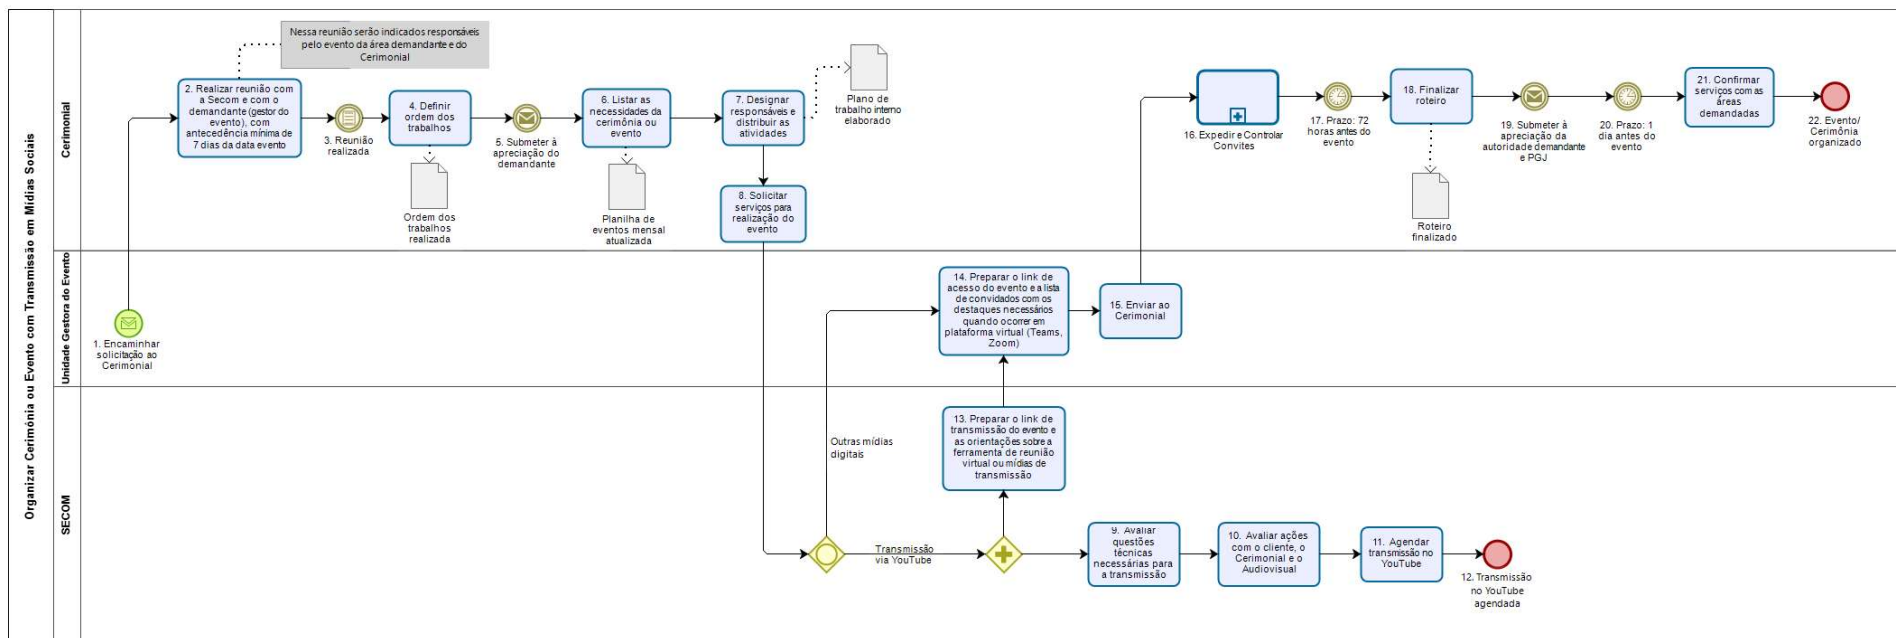 Organizar Cerimônia ou Evento com Transmissão em Mídias Sociais
Cerimonial
Nessa reunião serão indicados responsáveis
pelo evento da área demandante e do
Cerimonial
2. Realizar reunião com
a Secom e com o
demandante (gestor do
evento), com
antecedência mínima de
7 dias da data evento
3. Reunião
realizada
4. Definir
ordem dos
trabalhos
Ordem dos
trabalhos
realizada
5. Submeter à
apreciação do
demandante
6. Listar as
necessidades da
cerimônia ou
evento
Planilha de
eventos mensal
atualizada
7. Designar
responsáveis e
distribuir as
atividades
Plano de
trabalho interno
elaborado
8. Solicitar
serviços para
realização do
evento
16. Expedir e Controlar
Convites
17. Prazo: 72
horas antes do
evento
18. Finalizar
roteiro
Roteiro
finalizado
19. Submeter à
apreciação da
autoridade demandante
e PGJ
20. Prazo: 1
dia antes do
evento
21. Confirmar
serviços com as
áreas
demandadas
22. Evento/
Cerimônia
organizado
Unidade Gestora do Evento
1. Encaminhar
solicitação ao
Cerimonial
14. Preparar o link de
acesso do evento e a lista
de convidados com os
destaques necessários
quando ocorrer em
plataforma virtual (Teams,
Zoom)
15. Enviar ao
Cerimonial
SECOM
Outras mídias
digitais
Transmissão
via YouTube
13. Preparar o link de
transmissão do evento e
as orientações sobre a
ferramenta de reunião
virtual ou mídias de
transmissão
9. Avaliar
questões
técnicas
necessárias para
a transmissão
10. Avaliar ações
com o cliente, o
Cerimonial e o
Audiovisual
11. Agendar
transmissão no
YouTube
12. Transmissão
no YouTube
agendada